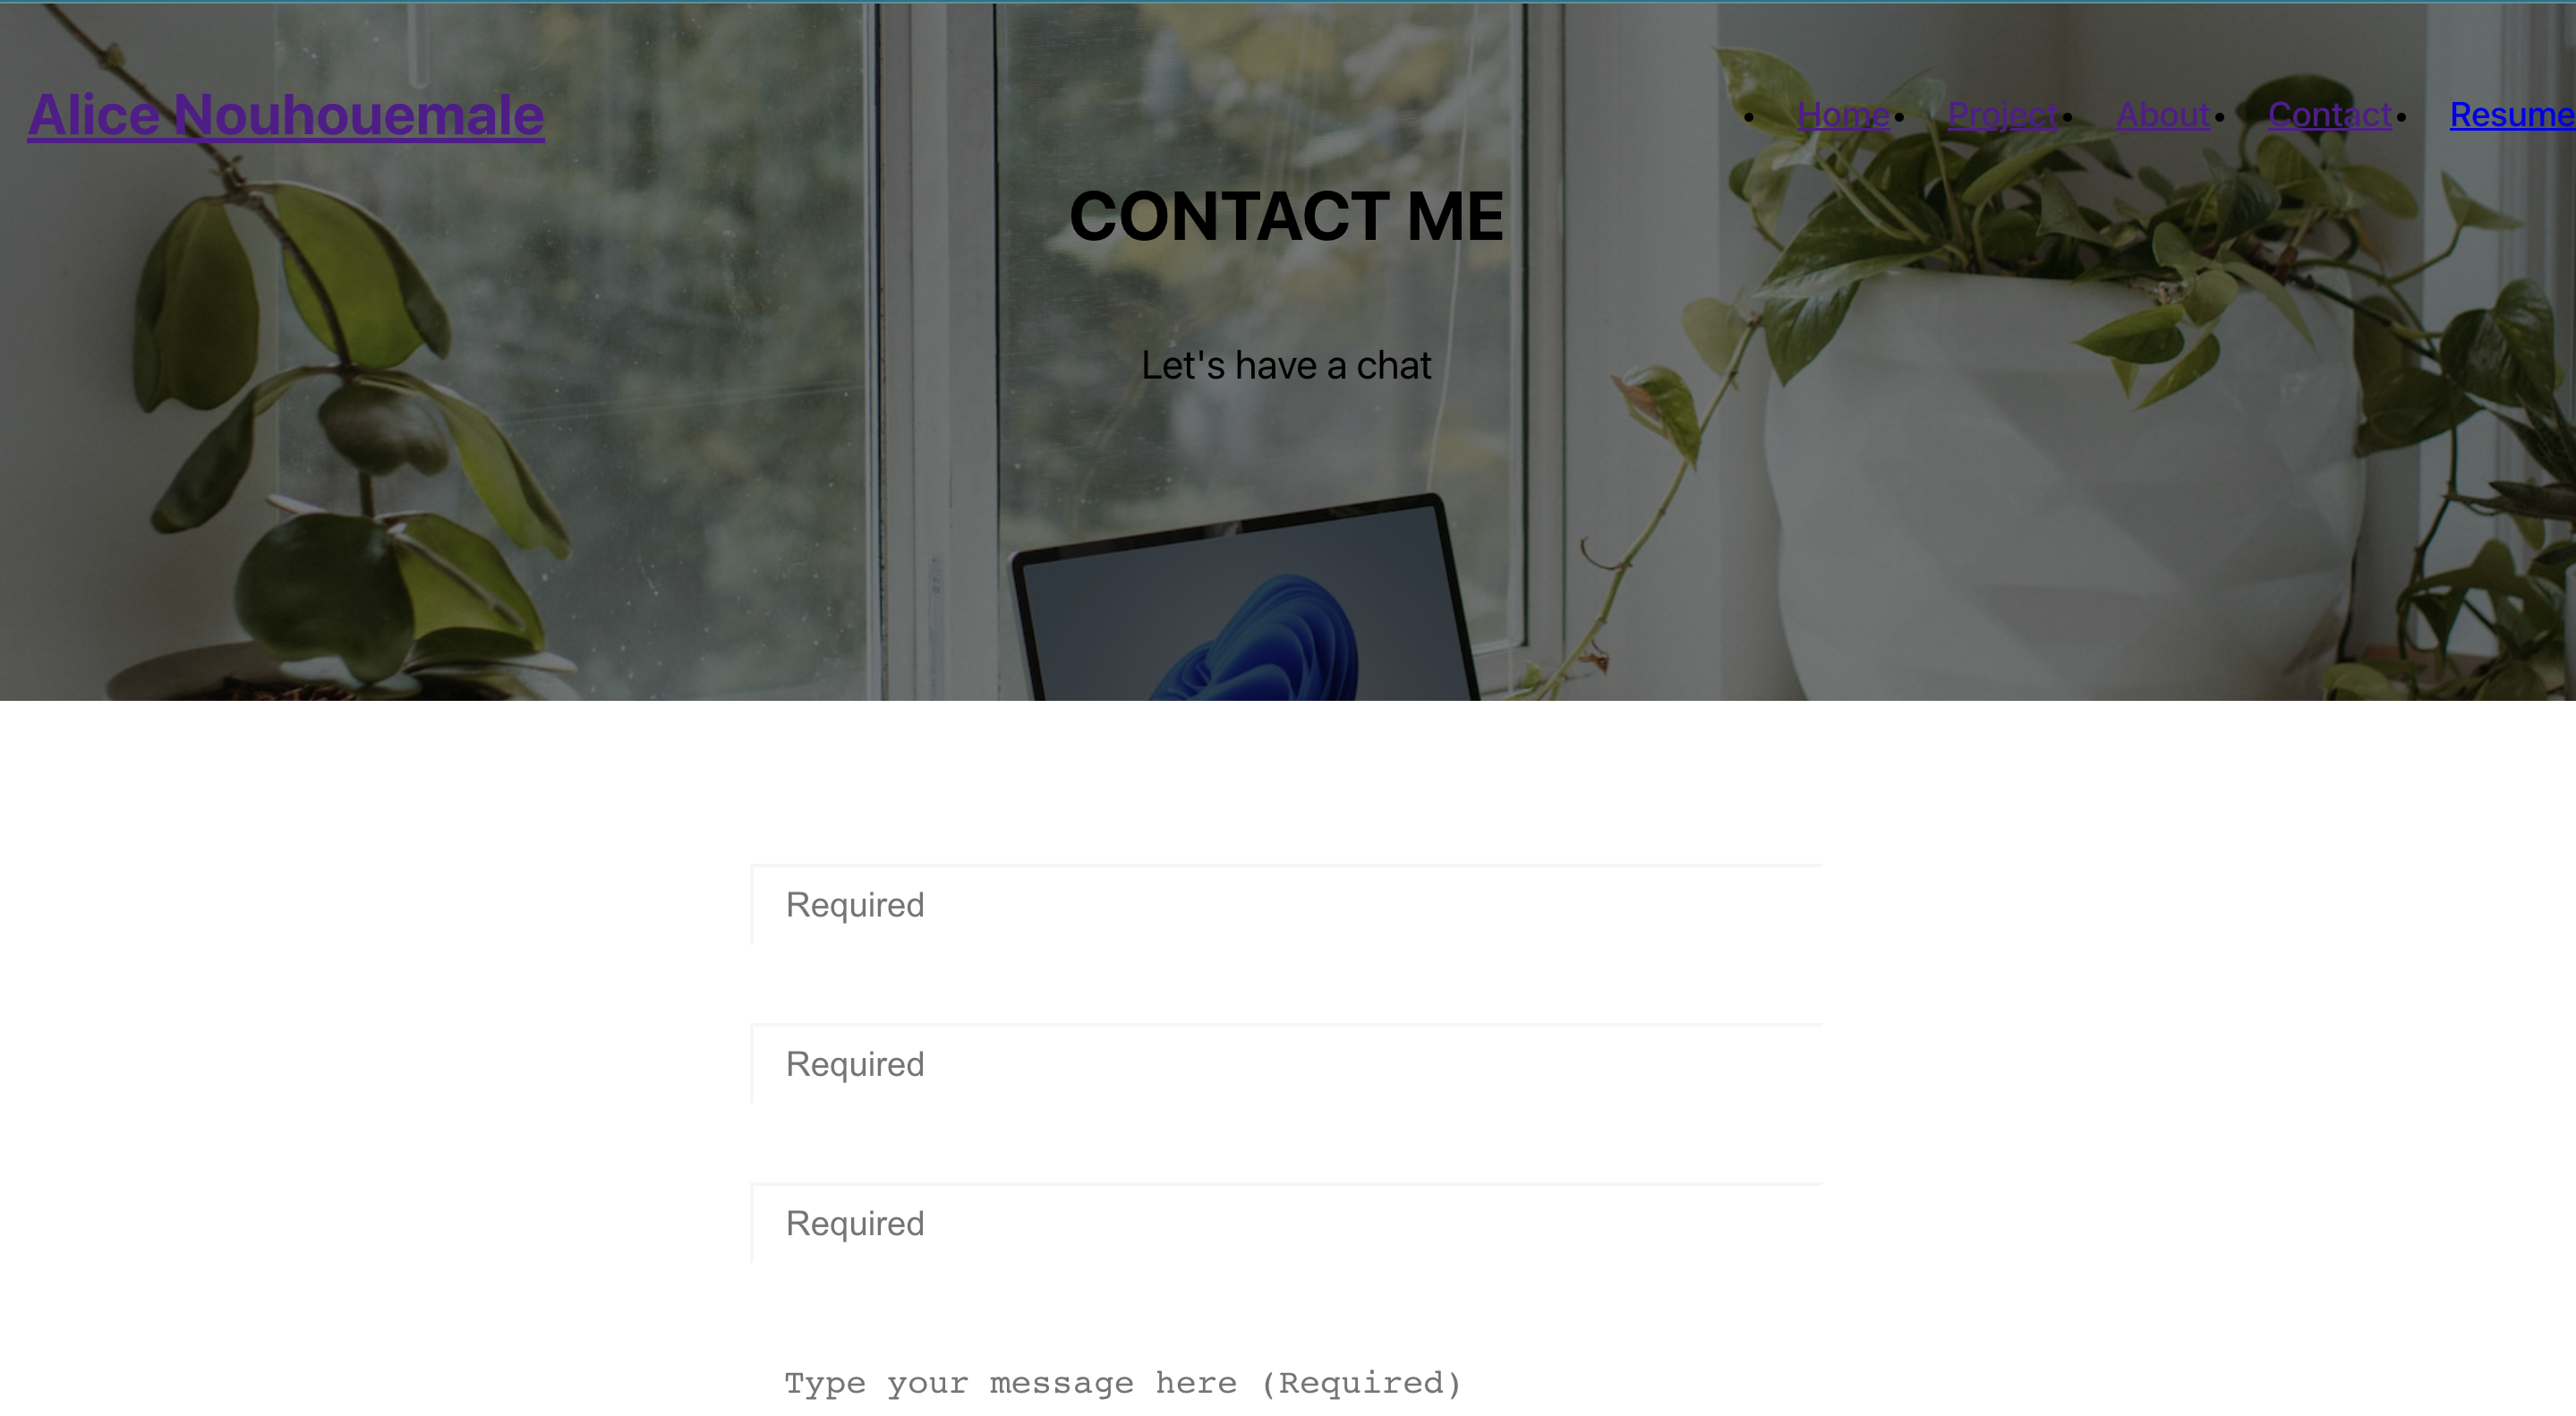 Alice Nouhouemale
• Home • Project • About • Contact • Resume
CONTACT ME
Let's have a chat
Required
Required
Required
Type your message here (Required)